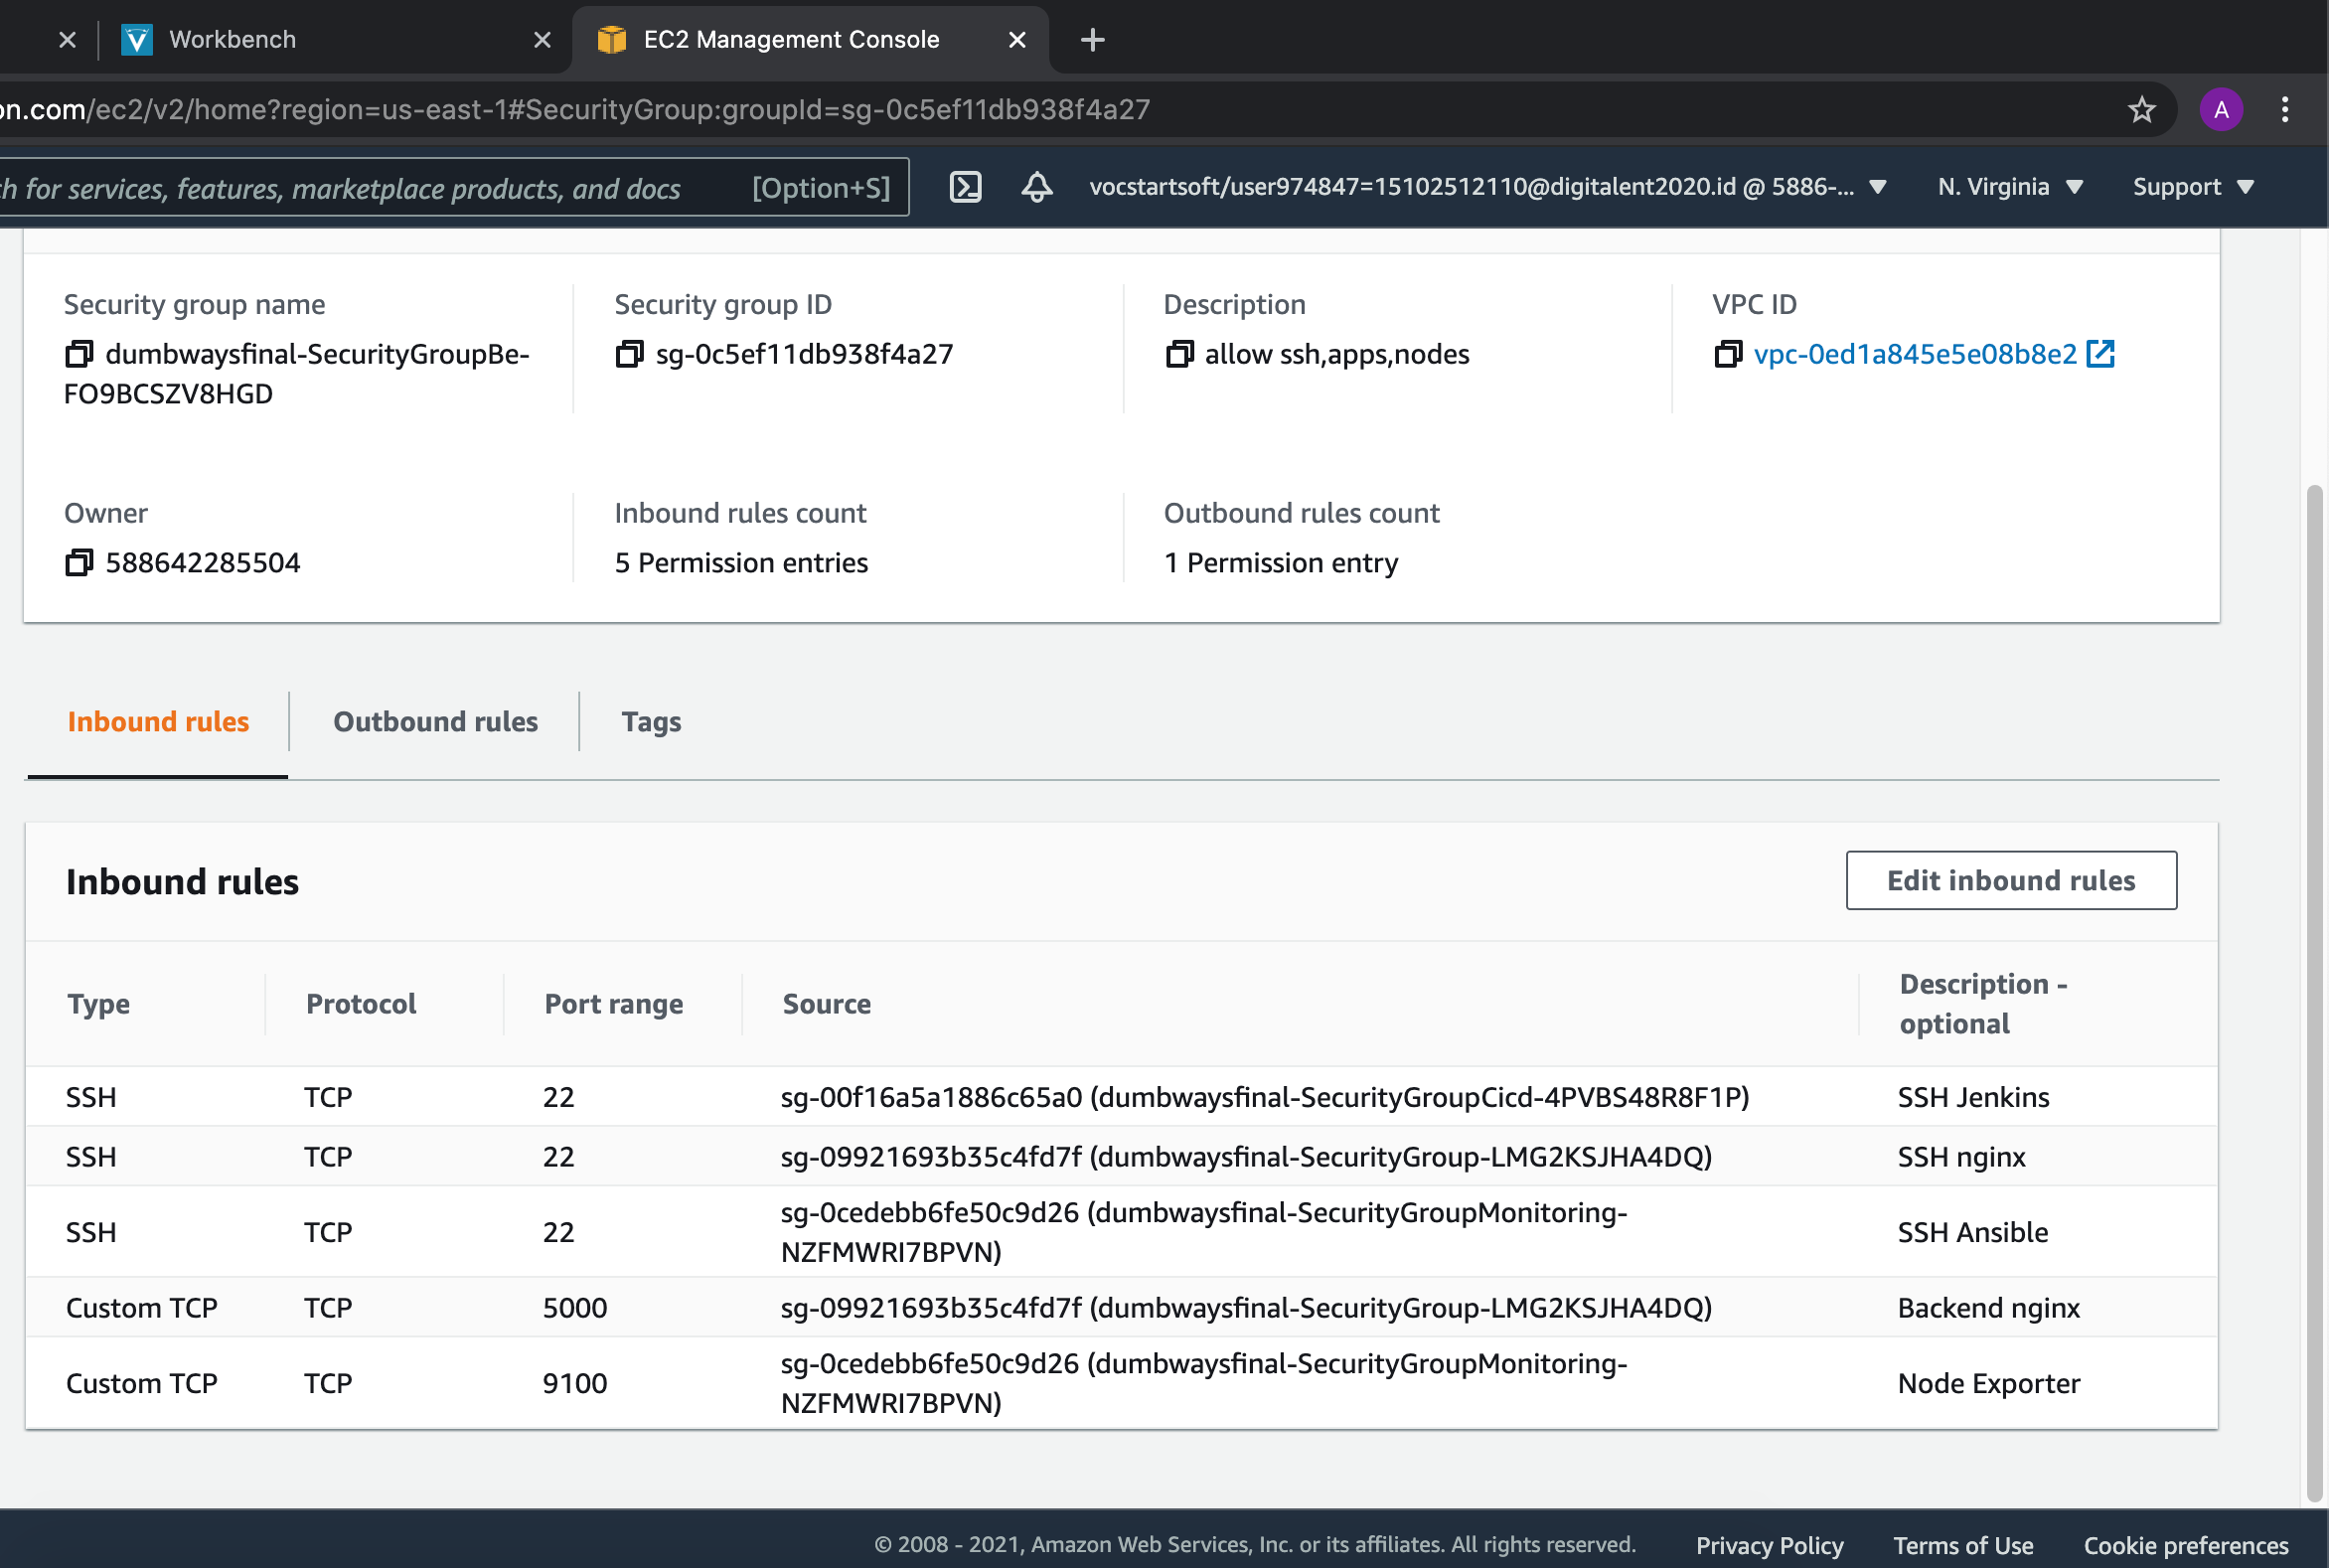 Workbench
EC2 Management Console
on.com/ec2/v2/home?region=us-east-1#SecurityGroup:groupId=sg-0c5ef11db938f4a27
A
h for services, features, marketplace products, and docs [Option+S]
vocstartsoft/user974847=15102512110@digitalent2020.id @ 5886-... N. Virginia Support
Security group name
dumbwaysfinal-SecurityGroupBe-
FO9BCSZV8HGD
Security group ID
sg-0c5ef11db938f4a27
Description
allow ssh,apps,nodes
VPC ID
vpc-0ed1a845e5e08b8e2
Owner
588642285504
Inbound rules count
5 Permission entries
Outbound rules count
1 Permission entry
Inbound rules Outbound rules Tags
Inbound rules Edit inbound rules
Type Protocol Port range Source Description - optional
SSH TCP 22 sg-00f16a5a1886c65a0 (dumbwaysfinal-SecurityGroupCicd-4PVBS48R8F1P) SSH Jenkins
SSH TCP 22 sg-09921693b35c4fd7f (dumbwaysfinal-SecurityGroup-LMG2KSJHA4DQ) SSH nginx
SSH TCP 22 sg-0cedebb6fe50c9d26 (dumbwaysfinal-SecurityGroupMonitoring-
NZFMWRI7BPVN) SSH Ansible
Custom TCP TCP 5000 sg-09921693b35c4fd7f (dumbwaysfinal-SecurityGroup-LMG2KSJHA4DQ) Backend nginx
Custom TCP TCP 9100 sg-0cedebb6fe50c9d26 (dumbwaysfinal-SecurityGroupMonitoring-
NZFMWRI7BPVN) Node Exporter
© 2008 - 2021, Amazon Web Services, Inc. or its affiliates. All rights reserved. Privacy Policy Terms of Use Cookie preferences